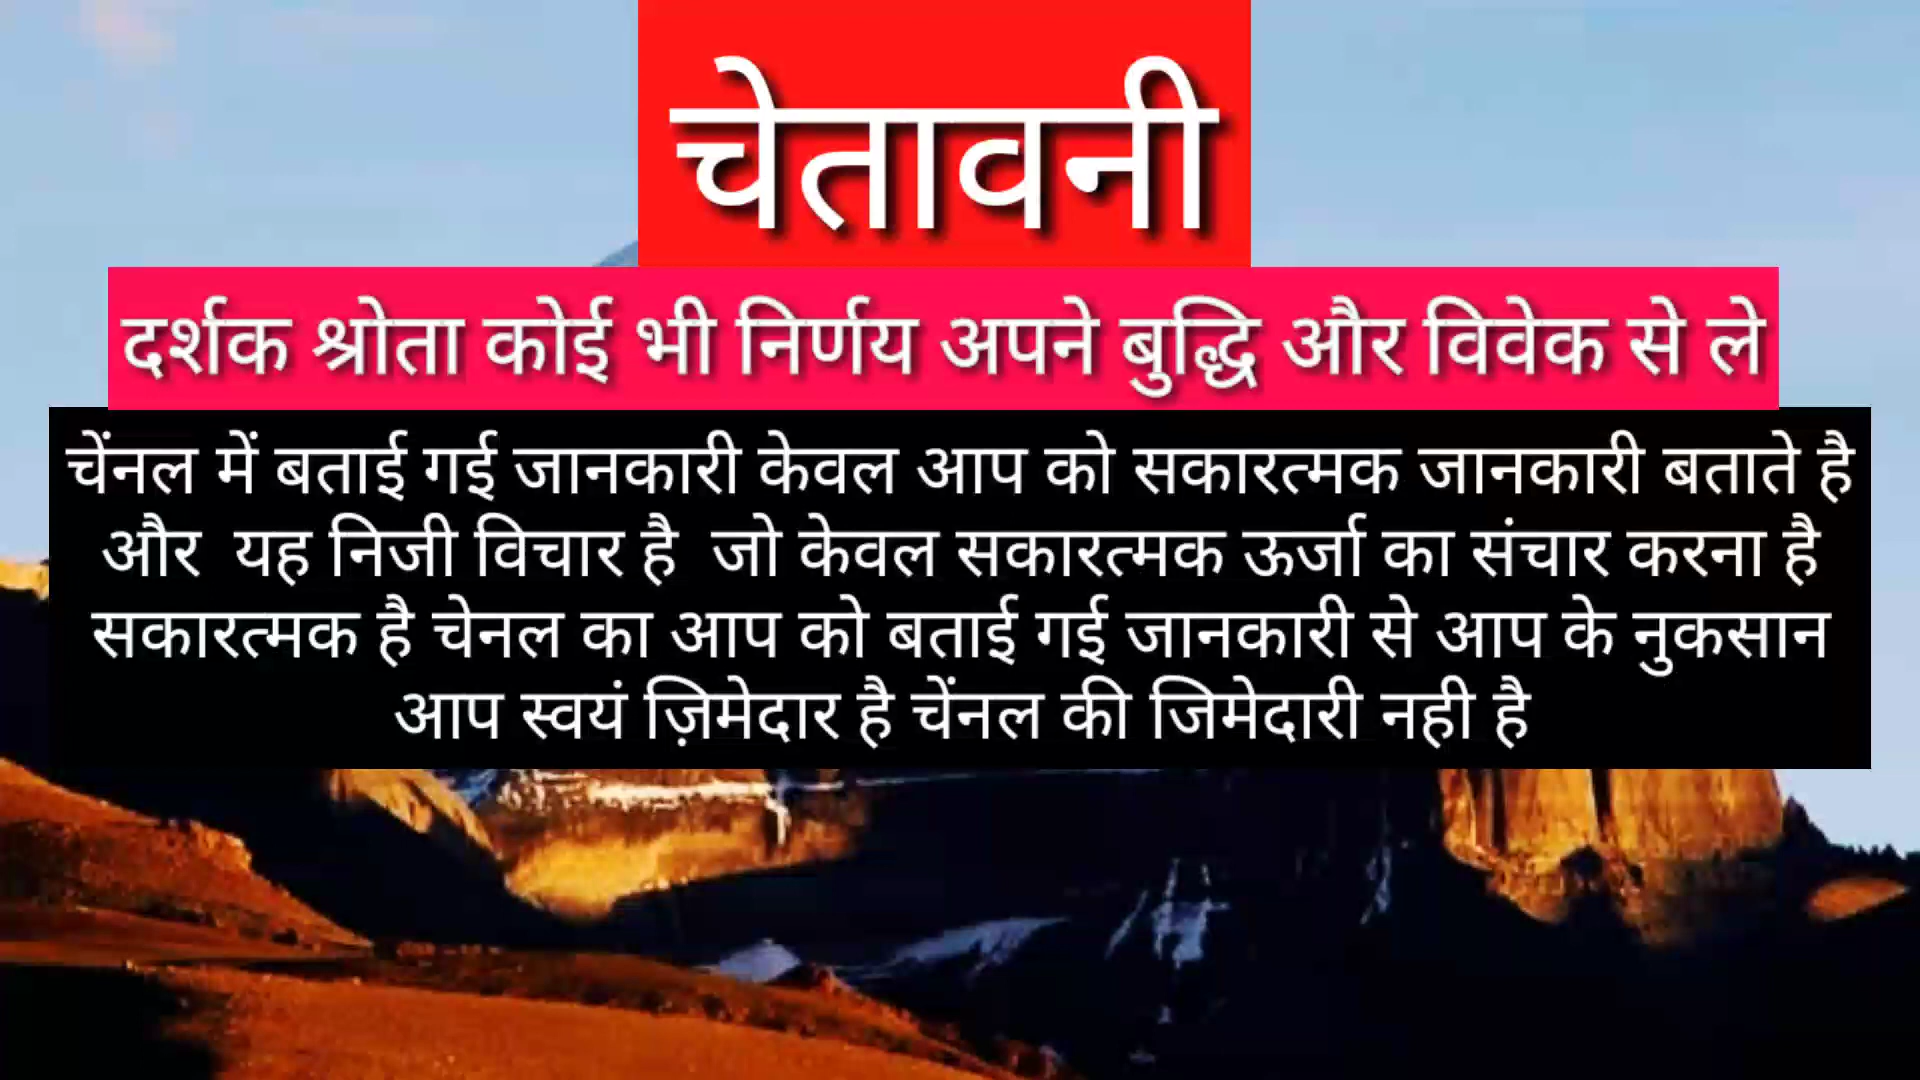 चेतावनी
दर्शक श्रोता कोई भी निर्णय अपने बुद्धि और विवेक से ले
चेंनल में बताई गई जानकारी केवल आप को सकारत्मक जानकारी बताते है
और यह निजी विचार है जो केवल सकारत्मक ऊर्जा का संचार करना है
सकारत्मक है चेनल का आप को बताई गई जानकारी से आप के नुकसान
आप स्वयं ज़िमेदार है चेंनल की जिमेदारी नही है